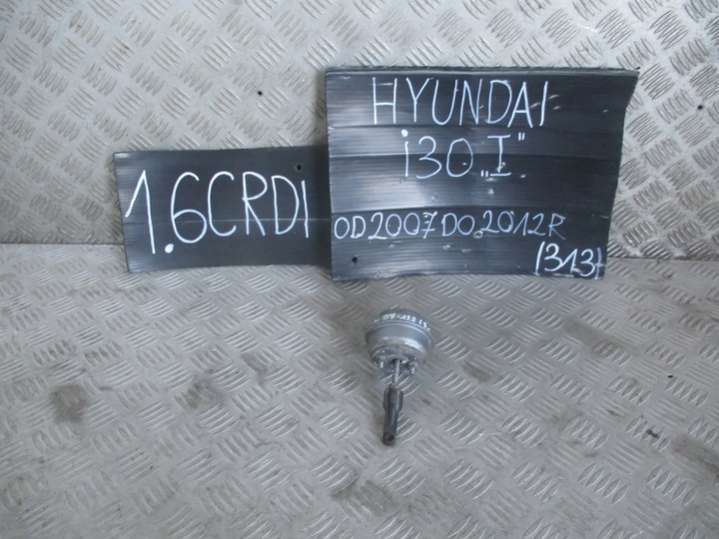 HYUNDAI
i30 „I"
1.6CRDI
OD2007DO2012R
(313)